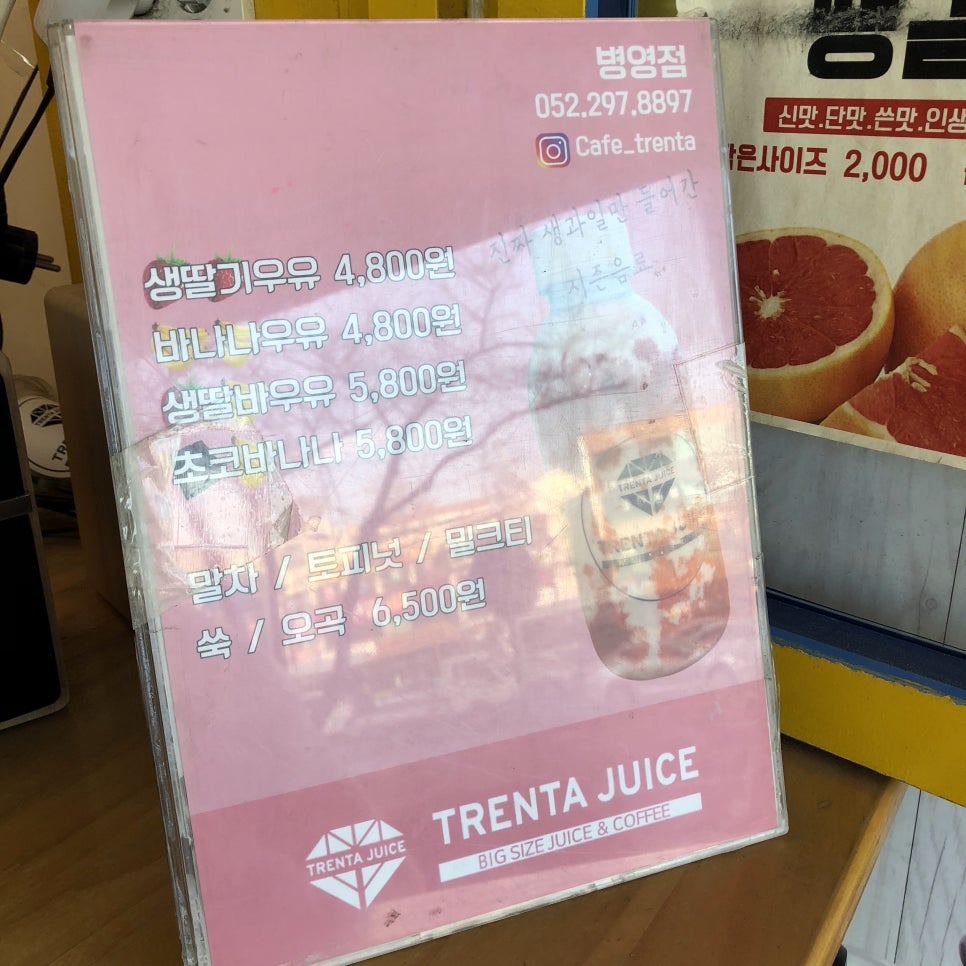 병영점
052.297.8897
Cafe_trenta
진짜 생과일만 들어간
시즌음료
생딸기우유 4,800원
바나나우유 4,800원
생딸바우유 5,800원
초코바나나 5,800원
말차 / 토피넛 / 밀크티
쑥 / 오곡 6,500원
TRENTA JUICE
TRENTA JUICE
TRENTA JUICE
TRENTA JUICE
BIG SIZE JUICE & COFFEE
신맛.단맛.쓴맛.인생
은사이즈 2,000